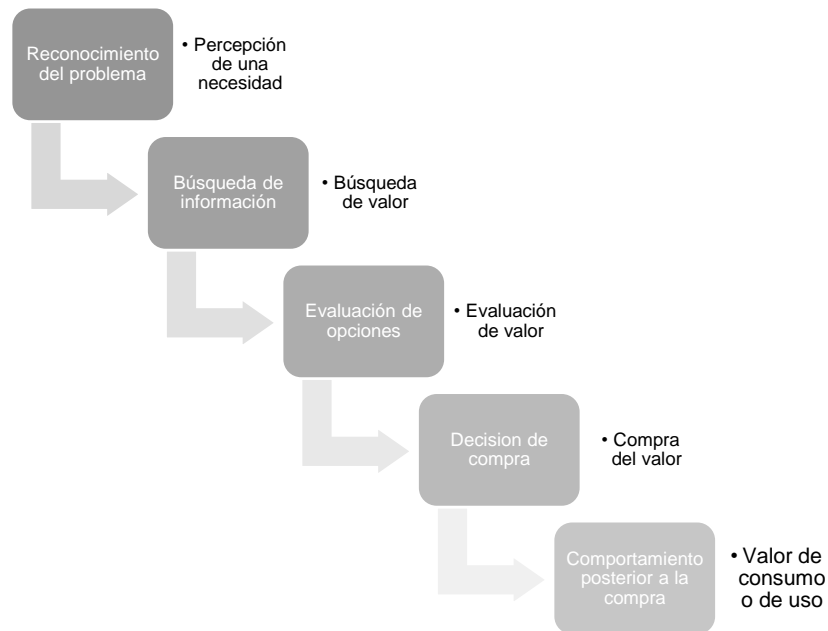 Reconocimiento
del problema
• Percepción
de una
necesidad
Búsqueda de
información
• Búsqueda
de valor
Evaluación de
opciones
• Evaluación
de valor
Decision de
compra
• Compra
del valor
Comportamiento
posterior a la
compra
• Valor de
consumo
o de uso